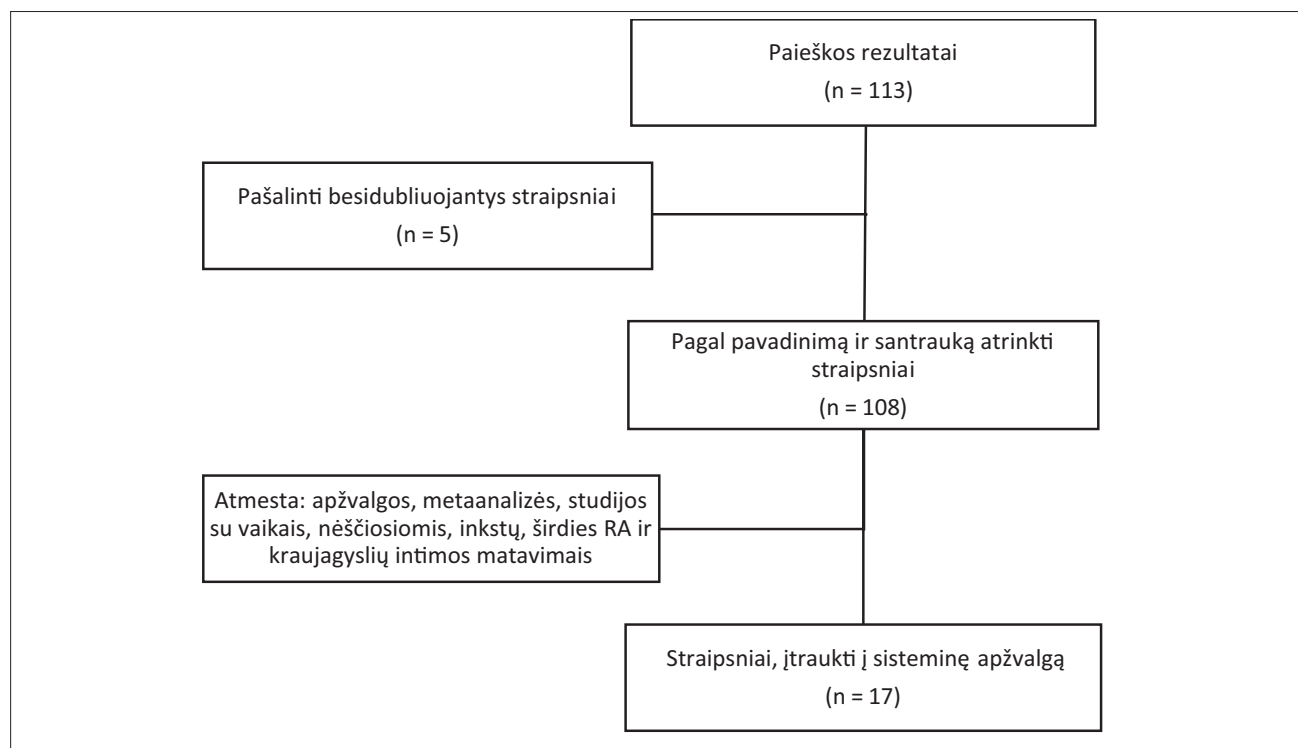 Paieškos rezultatai
(n = 113)
Pašalinti besidubliuojantys straipsniai
(n = 5)
Pagal pavadinimą ir santrauką atrinkti
straipsniai
(n = 108)
Atmesta: apžvalgos, metaanalizės, studijos
su vaikais, nėščiosiomis, inkstų, širdies RA ir
kraujagyslių intimos matavimais
Straipsniai, įtraukti į sisteminę apžvalgą
(n = 17)